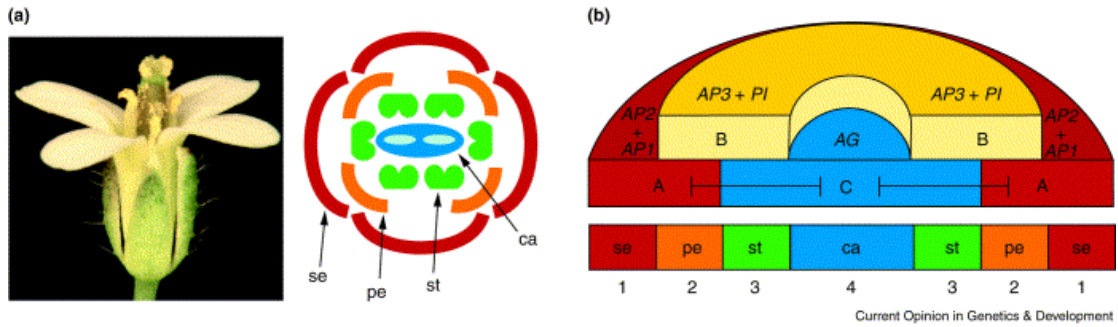 (a)
se
pe
st
ca
(b)
AP3 + PI
AP3 + PI
AP2
+
AP1
AP2
+
AP1
B
AG
B
A
C
A
se
pe
st
ca
st
pe
se
1
2
3
4
3
2
1
Current Opinion in Genetics & Development